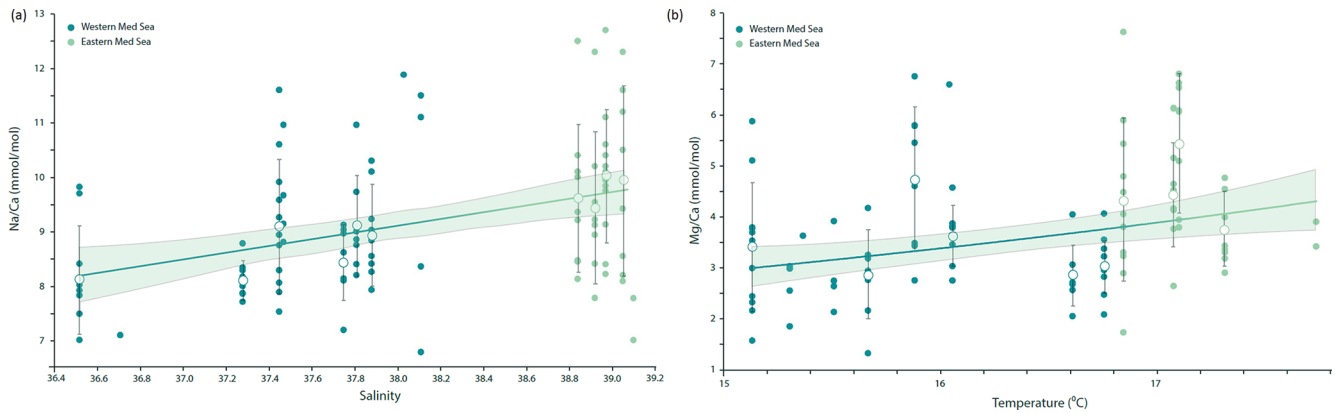 (a)
Western Med Sea
Eastern Med Sea
Na/Ca (mmol/mol)
13
12
11
10
9
8
7
36.4 36.6 36.8 37.0 37.2 37.4 37.6 37.8 38.0 38.2 38.4 38.6 38.8 39.0 39.2
Salinity
(b)
Western Med Sea
Eastern Med Sea
Mg/Ca (mmol/mol)
8
7
6
5
4
3
2
1
15 16 17
Temperature (⁰C)